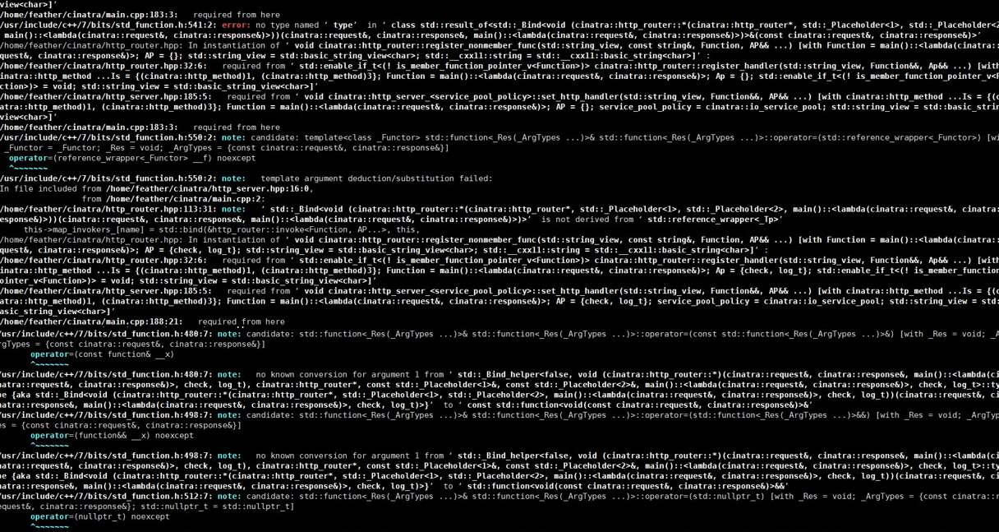 view<char>]’
/home/feather/cinatra/main.cpp:183:3:   required from here
/usr/include/c++/7/bits/std_function.h:541:2: error: no type named ‘ type’  in ‘ class std::result_of<std::_Bind<void (cinatra::http_router::*(cinatra::http_router*, std::_Placeholder<1>, std::_Placeholder<2
 main()::<lambda(cinatra::request&, cinatra::response&)>))(cinatra::request&, cinatra::response&, main()::<lambda(cinatra::request&, cinatra::response&)>)>&(const cinatra::request&, cinatra::response&)>’
/home/feather/cinatra/http_router.hpp: In instantiation of ‘ void cinatra::http_router::register_nonmember_func(std::string_view, const string&, Function, AP&& ...) [with Function = main()::<lambda(cinatra::
quest&, cinatra::response&)>; AP = {}; std::string_view = std::basic_string_view<char>; std::__cxx11::string = std::__cxx11::basic_string<char>]’ :
/home/feather/cinatra/http_router.hpp:32:6:   required from ‘ std::enable_if_t<(! is_member_function_pointer_v<Function>)> cinatra::http_router::register_handler(std::string_view, Function&&, Ap&& ...) [with
inatra::http_method ...Is = {(cinatra::http_method)1, (cinatra::http_method)3}; Function = main()::<lambda(cinatra::request&, cinatra::response&)>; Ap = {}; std::enable_if_t<(! is_member_function_pointer_v<F
ction>)> = void; std::string_view = std::basic_string_view<char>]’
/home/feather/cinatra/http_server.hpp:185:5:   required from ‘ void cinatra::http_server_<service_pool_policy>::set_http_handler(std::string_view, Function&&, AP&& ...) [with cinatra::http_method ...Is = {(c
atra::http_method)1, (cinatra::http_method)3}; Function = main()::<lambda(cinatra::request&, cinatra::response&)>; AP = {}; service_pool_policy = cinatra::io_service_pool; std::string_view = std::basic_strin
view<char>]’
/home/feather/cinatra/main.cpp:183:3:   required from here
/usr/include/c++/7/bits/std_function.h:550:2: note: candidate: template<class _Functor> std::function<_Res(_ArgTypes ...)>& std::function<_Res(_ArgTypes ...)>::operator=(std::reference_wrapper<_Functor>) [wi
 _Functor = _Functor; _Res = void; _ArgTypes = {const cinatra::request&, cinatra::response&}]
  operator=(reference_wrapper<_Functor> __f) noexcept
  ^~~~~~~~
/usr/include/c++/7/bits/std_function.h:550:2: note:   template argument deduction/substitution failed:
In file included from /home/feather/cinatra/http_server.hpp:16:0,
                 from /home/feather/cinatra/main.cpp:2:
/home/feather/cinatra/http_router.hpp:113:31: note:   ‘ std::_Bind<void (cinatra::http_router::*(cinatra::http_router*, std::_Placeholder<1>, std::_Placeholder<2>, main()::<lambda(cinatra::request&, cinatra:
esponse&)>))(cinatra::request&, cinatra::response&, main()::<lambda(cinatra::request&, cinatra::response&)>)>’  is not derived from ‘ std::reference_wrapper<_Tp>’
     this->map_invokers_[name] = std::bind(&http_router::invoke<Function, AP...>, this,
/home/feather/cinatra/http_router.hpp: In instantiation of ‘ void cinatra::http_router::register_nonmember_func(std::string_view, const string&, Function, AP&& ...) [with Function = main()::<lambda(cinatra::
quest&, cinatra::response&)>; AP = {check, log_t}; std::string_view = std::basic_string_view<char>; std::__cxx11::string = std::__cxx11::basic_string<char>]’ :
/home/feather/cinatra/http_router.hpp:32:6:   required from ‘ std::enable_if_t<(! is_member_function_pointer_v<Function>)> cinatra::http_router::register_handler(std::string_view, Function&&, Ap&& ...) [with
inatra::http_method ...Is = {(cinatra::http_method)1, (cinatra::http_method)3}; Function = main()::<lambda(cinatra::request&, cinatra::response&)>; Ap = {check, log_t}; std::enable_if_t<(! is_member_function
ointer_v<Function>)> = void; std::string_view = std::basic_string_view<char>]’
/home/feather/cinatra/http_server.hpp:185:5:   required from ‘ void cinatra::http_server_<service_pool_policy>::set_http_handler(std::string_view, Function&&, AP&& ...) [with cinatra::http_method ...Is = {(c
atra::http_method)1, (cinatra::http_method)3}; Function = main()::<lambda(cinatra::request&, cinatra::response&)>; AP = {check, log_t}; service_pool_policy = cinatra::io_service_pool; std::string_view = std:
asic_string_view<char>]’
/home/feather/cinatra/main.cpp:188:21:   required from here
/usr/include/c++/7/bits/std_function.h:480:7: note: candidate: std::function<_Res(_ArgTypes ...)>& std::function<_Res(_ArgTypes ...)>::operator=(const std::function<_Res(_ArgTypes ...)>&) [with _Res = void; _A
rgTypes = {const cinatra::request&, cinatra::response&}]
       operator=(const function& __x)
       ^~~~~~~~
/usr/include/c++/7/bits/std_function.h:480:7: note:   no known conversion for argument 1 from ‘ std::_Bind_helper<false, void (cinatra::http_router::*)(cinatra::request&, cinatra::response&, main()::<lambda(ci
natra::request&, cinatra::response&)>, check, log_t), cinatra::http_router*, const std::_Placeholder<1>&, const std::_Placeholder<2>&, main()::<lambda(cinatra::request&, cinatra::response&)>, check, log_t>::ty
pe {aka std::_Bind<void (cinatra::http_router::*(cinatra::http_router*, std::_Placeholder<1>, std::_Placeholder<2>, main()::<lambda(cinatra::request&, cinatra::response&)>, check, log_t))(cinatra::request&, ci
natra::response&, main()::<lambda(cinatra::request&, cinatra::response&)>, check, log_t)>}’  to ‘ const std::function<void(const cinatra::request&, cinatra::response&)>&’
/usr/include/c++/7/bits/std_function.h:498:7: note: candidate: std::function<_Res(_ArgTypes ...)>& std::function<_Res(_ArgTypes ...)>::operator=(std::function<_Res(_ArgTypes ...)>&&) [with _Res = void; _ArgTyp
es = {const cinatra::request&, cinatra::response&}]
       operator=(function&& __x) noexcept
       ^~~~~~~~
/usr/include/c++/7/bits/std_function.h:498:7: note:   no known conversion for argument 1 from ‘ std::_Bind_helper<false, void (cinatra::http_router::*)(cinatra::request&, cinatra::response&, main()::<lambda(ci
natra::request&, cinatra::response&)>, check, log_t), cinatra::http_router*, const std::_Placeholder<1>&, const std::_Placeholder<2>&, main()::<lambda(cinatra::request&, cinatra::response&)>, check, log_t>::ty
pe {aka std::_Bind<void (cinatra::http_router::*(cinatra::http_router*, std::_Placeholder<1>, std::_Placeholder<2>, main()::<lambda(cinatra::request&, cinatra::response&)>, check, log_t))(cinatra::request&, ci
natra::response&, main()::<lambda(cinatra::request&, cinatra::response&)>, check, log_t)>}’  to ‘ std::function<void(const cinatra::request&, cinatra::response&)>&&’
/usr/include/c++/7/bits/std_function.h:512:7: note: candidate: std::function<_Res(_ArgTypes ...)>& std::function<_Res(_ArgTypes ...)>::operator=(std::nullptr_t) [with _Res = void; _ArgTypes = {const cinatra::r
equest&, cinatra::response&}; std::nullptr_t = std::nullptr_t]
       operator=(nullptr_t) noexcept
       ^~~~~~~~